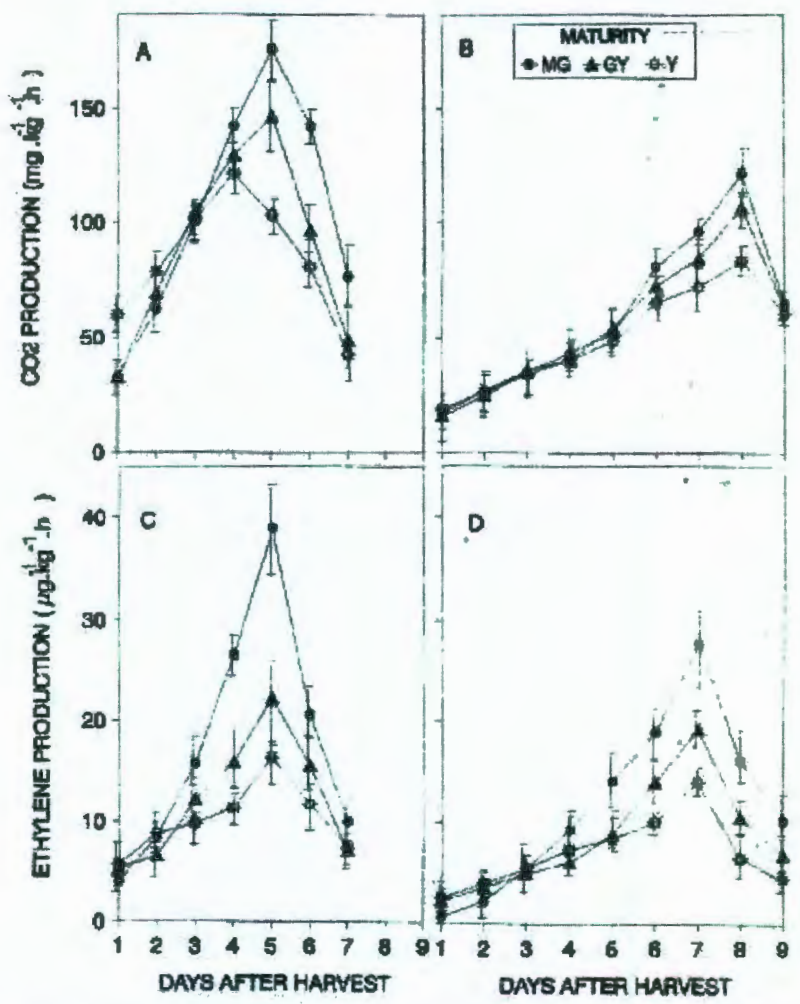 A
B
MATURITY
MG GY Y
150
100
50
0
CO2 PRODUCTION (mg.kg-1.h)
C
D
40
30
20
10
0
ETHYLENE PRODUCTION (µg.kg-1.h)
1 2 3 4 5 6 7 8 9
1 2 3 4 5 6 7 8 9
DAYS AFTER HARVEST
DAYS AFTER HARVEST